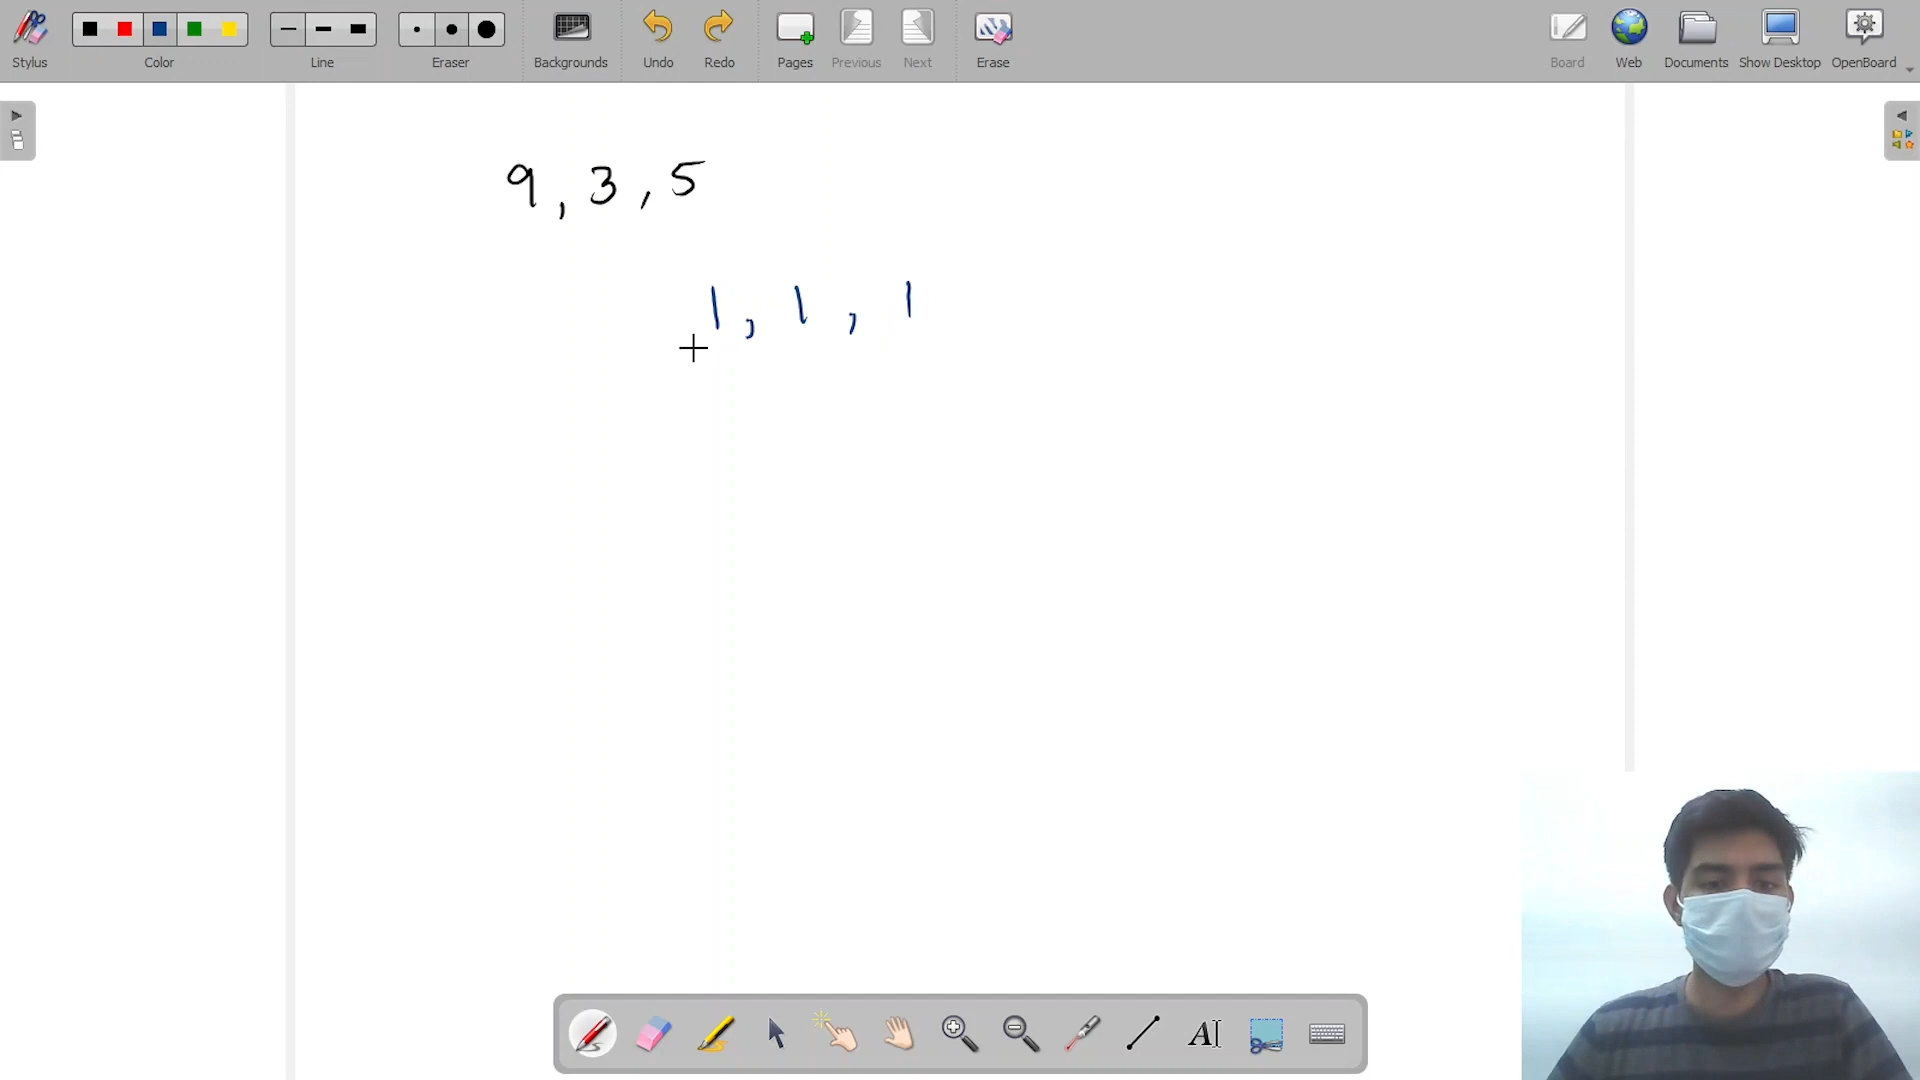 Stylus Color Line Eraser Backgrounds Undo Redo Pages Previous Next Erase Board Web Documents Show Desktop OpenBoard
9, 3, 5
1, 1, 1
A